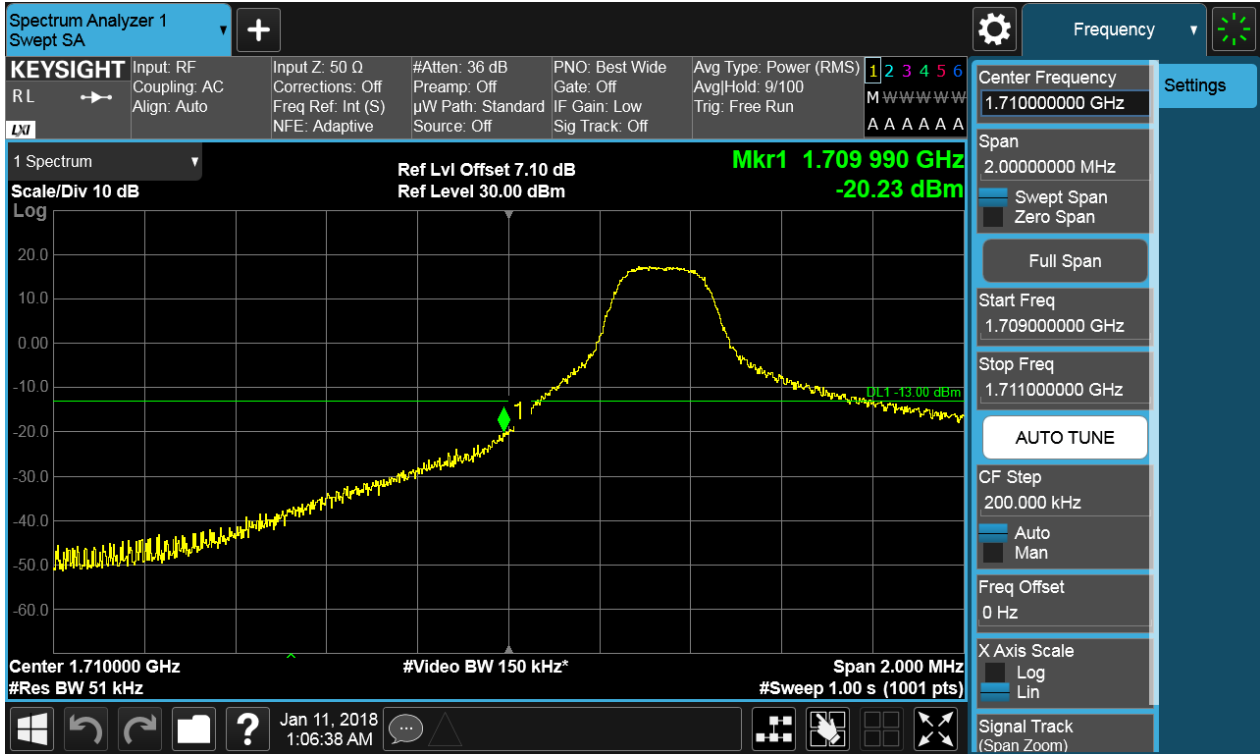 Spectrum Analyzer 1
Swept SA
+
Frequency
KEYSIGHT
R L
LXI
Input: RF
Coupling: AC
Align: Auto
Input Z: 50 Ω
Corrections: Off
Freq Ref: Int (S)
NFE: Adaptive
#Atten: 36 dB
Preamp: Off
µW Path: Standard
Source: Off
PNO: Best Wide
Gate: Off
IF Gain: Low
Sig Track: Off
Avg Type: Power (RMS)
Avg|Hold: 9/100
Trig: Free Run
1 2 3 4 5 6
M W W W W W
A A A A A A
1 Spectrum
Scale/Div 10 dB
Log
Ref Lvl Offset 7.10 dB
Ref Level 30.00 dBm
Mkr1 1.709 990 GHz
-20.23 dBm
20.0
10.0
0.00
-10.0
-20.0
-30.0
-40.0
-50.0
-60.0
DL1 -13.00 dBm
1
Center 1.710000 GHz
#Res BW 51 kHz
#Video BW 150 kHz*
Span 2.000 MHz
#Sweep 1.00 s (1001 pts)
Center Frequency
1.710000000 GHz
Span
2.00000000 MHz
Swept Span
Zero Span
Full Span
Start Freq
1.709000000 GHz
Stop Freq
1.711000000 GHz
AUTO TUNE
CF Step
200.000 kHz
Auto
Man
Freq Offset
0 Hz
X Axis Scale
Log
Lin
Signal Track
(Span Zoom)
Settings
?
Jan 11, 2018
1:06:38 AM